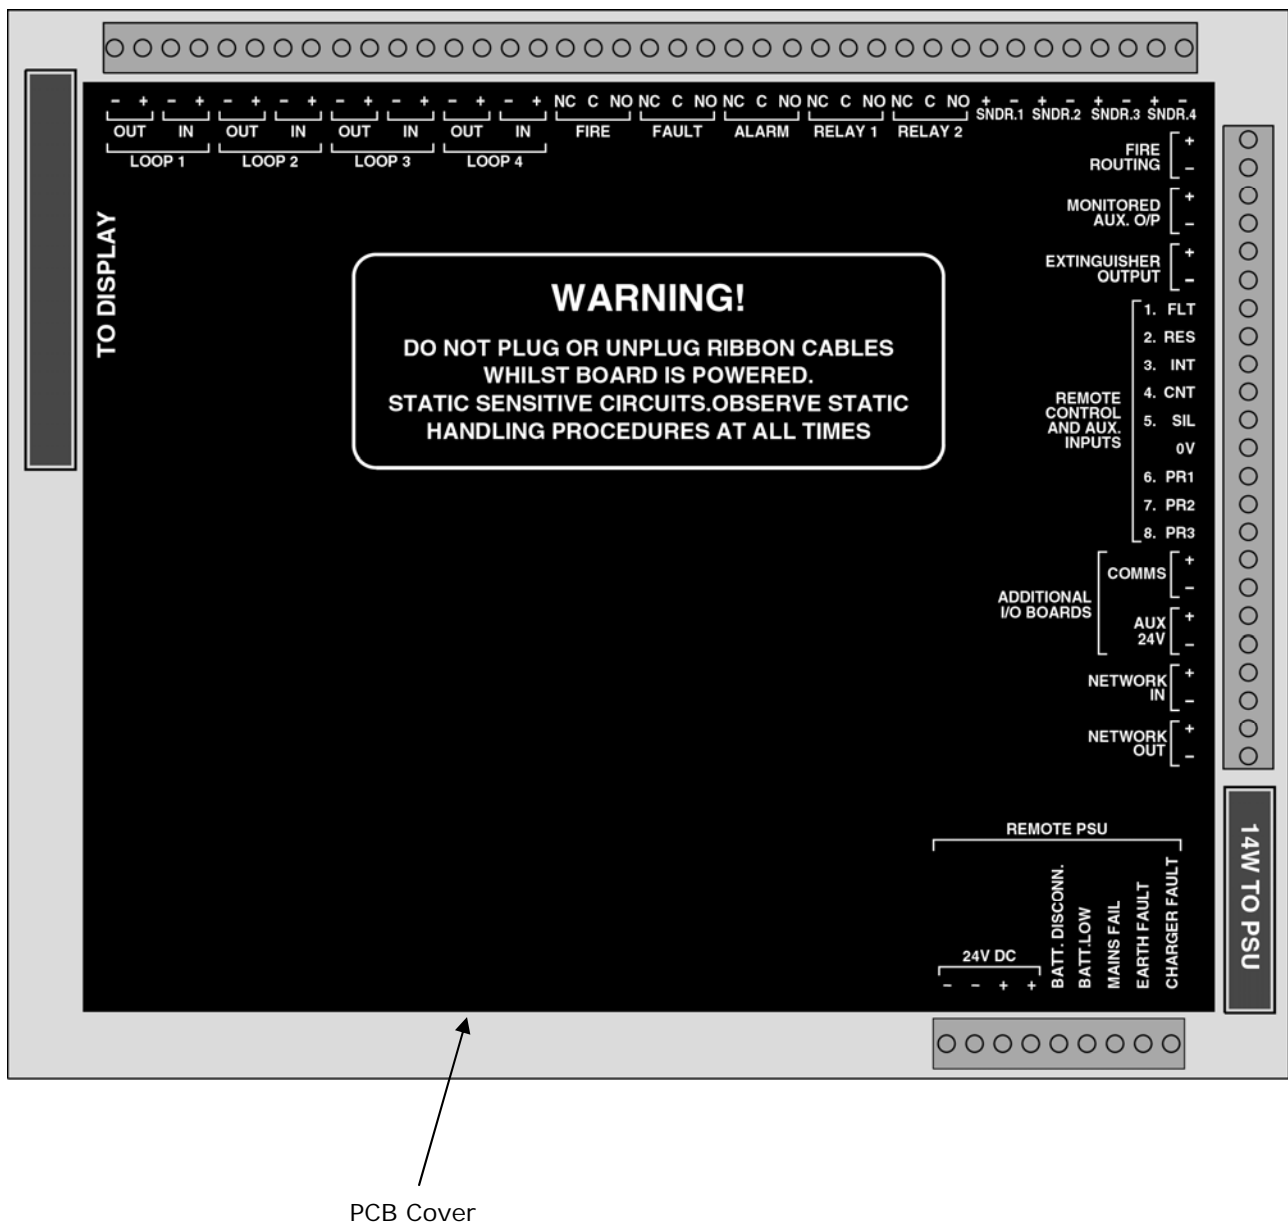 - + - + - + - + - + - + - + - + NC C NO NC C NO NC C NO NC C NO NC C NO + - + - + - + -
OUT IN OUT IN OUT IN OUT IN FIRE FAULT ALARM RELAY 1 RELAY 2 SNDR.1 SNDR.2 SNDR.3 SNDR.4
LOOP 1 LOOP 2 LOOP 3 LOOP 4
TO DISPLAY
WARNING!
DO NOT PLUG OR UNPLUG RIBBON CABLES
WHILST BOARD IS POWERED.
STATIC SENSITIVE CIRCUITS.OBSERVE STATIC
HANDLING PROCEDURES AT ALL TIMES
FIRE +
ROUTING -
MONITORED +
AUX. O/P -
EXTINGUISHER +
OUTPUT -
REMOTE
CONTROL
AND AUX.
INPUTS
1. FLT
2. RES
3. INT
4. CNT
5. SIL
0V
6. PR1
7. PR2
8. PR3
ADDITIONAL
I/O BOARDS
COMMS + -
AUX +
24V -
NETWORK +
IN -
NETWORK +
OUT -
REMOTE PSU
24V DC
- - + +
BATT. DISCONN.
BATT.LOW
MAINS FAIL
EARTH FAULT
CHARGER FAULT
14W TO PSU
PCB Cover